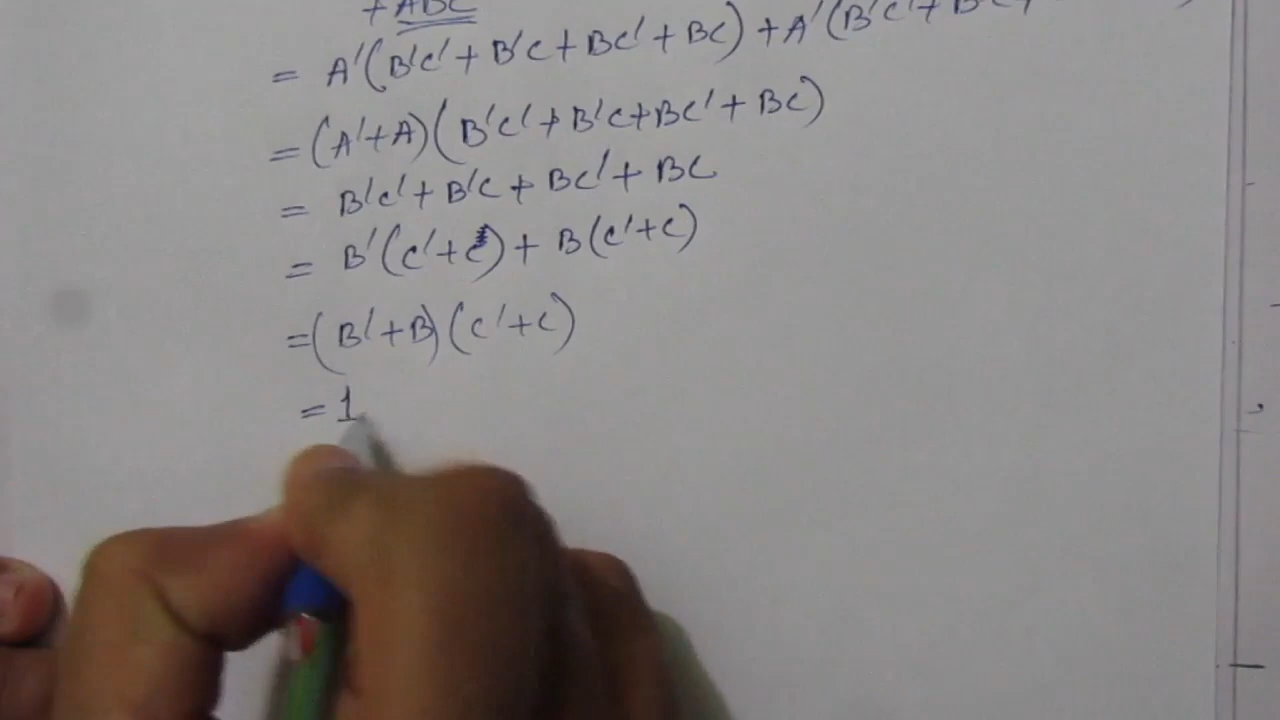 + ABC
= A'(B'C' + B'C + BC' + BC) + A'(B'C' +
= (A'+A)(B'C' + B'C+BC' + BC)
= B'C' + B'C + BC' + BC
= B'(C'+C) + B(C'+C)
=(B'+B)(C'+C)
= 1